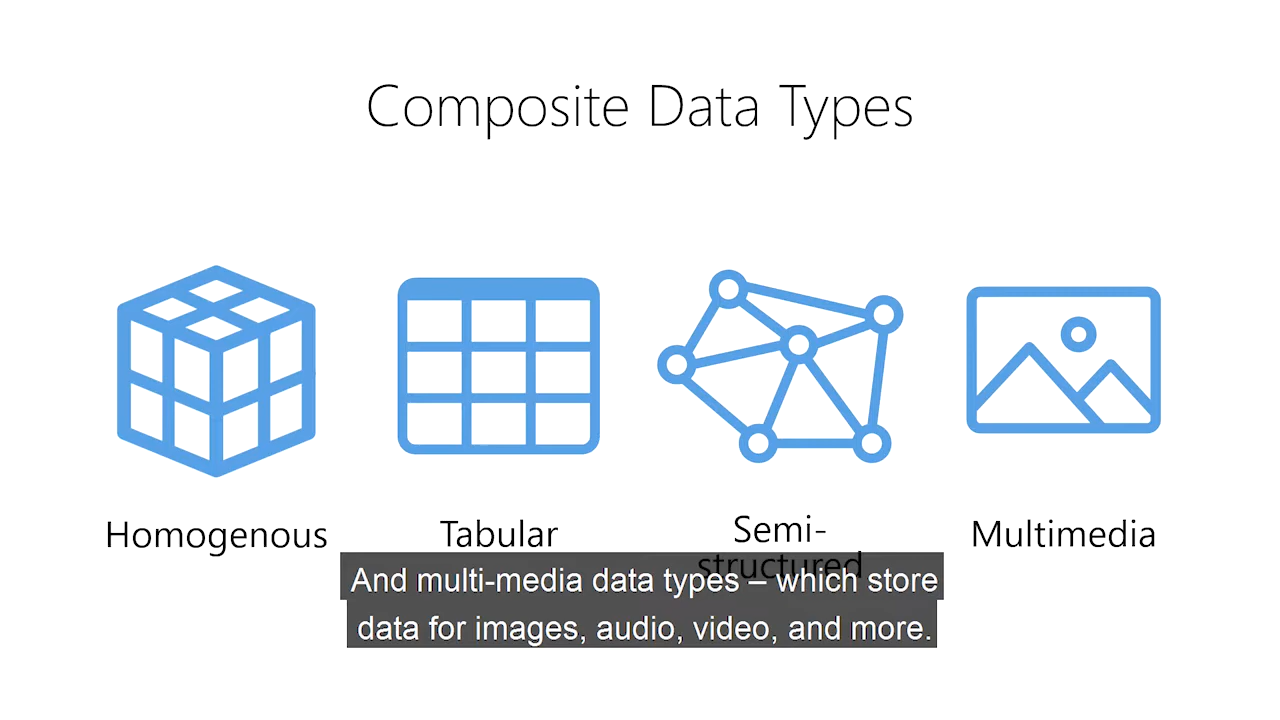 Composite Data Types
Homogenous
Tabular
Semi-
structured
Multimedia
And multi-media data types – which store
data for images, audio, video, and more.